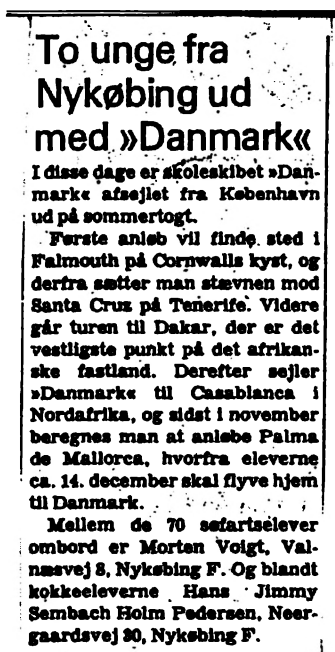 To unge fra
Nykøbing ud
med »Danmark«
I disse dage er skoleskibet »Dan-
mark« afsejlet fra København
ud på sommertogt.
Første anløb vil finde sted i
Falmouth på Cornwalls kyst, og
derfra sætter man stævnen mod
Santa Cruz på Tenerife. Videre
går turen til Dakar, der er det
vestligste punkt på det afrikan-
ske fastland. Derefter sejler
»Danmark« til Casablanca i
Nordafrika, og sidst i november
beregnes man at anløbe Palma
de Mallorca, hvorfra eleverne
ca. 14. december skal flyve hjem
til Danmark.
Mellem de 70 søfartselever
ombord er Morten Voigt, Val-
næsvej 8, Nykøbing F. Og blandt
kokkeeleverne Hans Jimmy
Sembach Holm Pedersen, Neer-
gaardsvej 30, Nykøbing F.